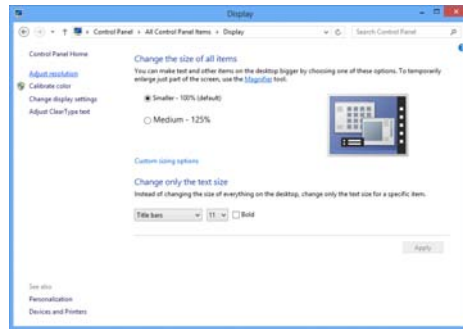 Display
Control Panel ▸ All Control Panel Items ▸ Display
Search Control Panel
Control Panel Home
Adjust resolution
Calibrate color
Change display settings
Adjust ClearType text
Change the size of all items
You can make text and other items on the desktop bigger by choosing one of these options. To temporarily
enlarge just part of the screen, use the Magnifier tool.
Smaller - 100% (default)
Medium - 125%
Custom sizing options
Change only the text size
Instead of changing the size of everything on the desktop, change only the text size for a specific item.
Title bars 11 Bold
Apply
See also
Personalization
Devices and Printers